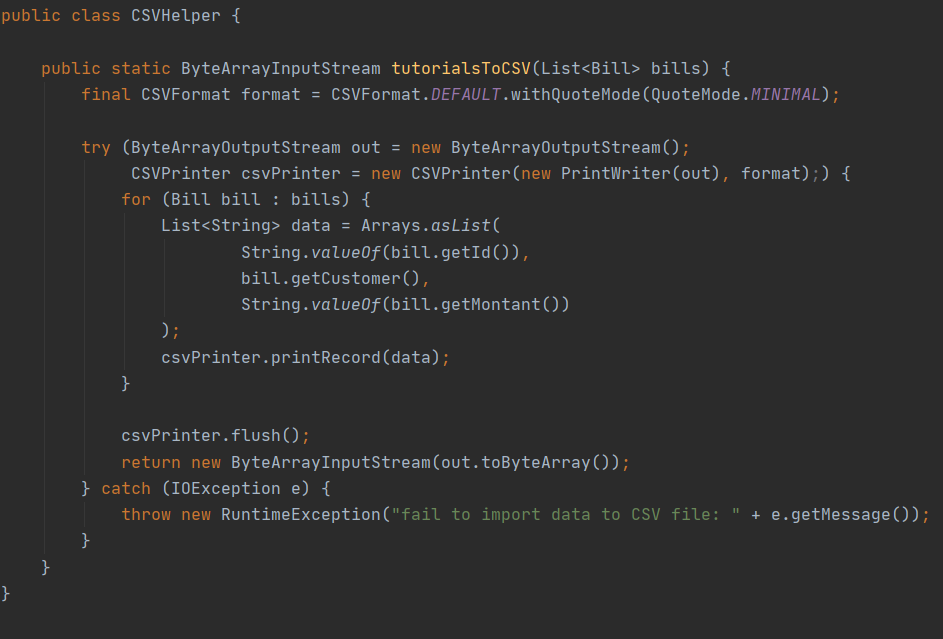 public class CSVHelper {
public static ByteArrayInputStream tutorialsToCSV(List<Bill> bills) {
final CSVFormat format = CSVFormat.DEFAULT.withQuoteMode(QuoteMode.MINIMAL);
try (ByteArrayOutputStream out = new ByteArrayOutputStream();
CSVPrinter csvPrinter = new CSVPrinter(new PrintWriter(out), format);) {
for (Bill bill : bills) {
List<String> data = Arrays.asList(
String.valueOf(bill.getId()),
bill.getCustomer(),
String.valueOf(bill.getMontant())
);
csvPrinter.printRecord(data);
}
csvPrinter.flush();
return new ByteArrayInputStream(out.toByteArray());
} catch (IOException e) {
throw new RuntimeException("fail to import data to CSV file: " + e.getMessage());
}
}
}